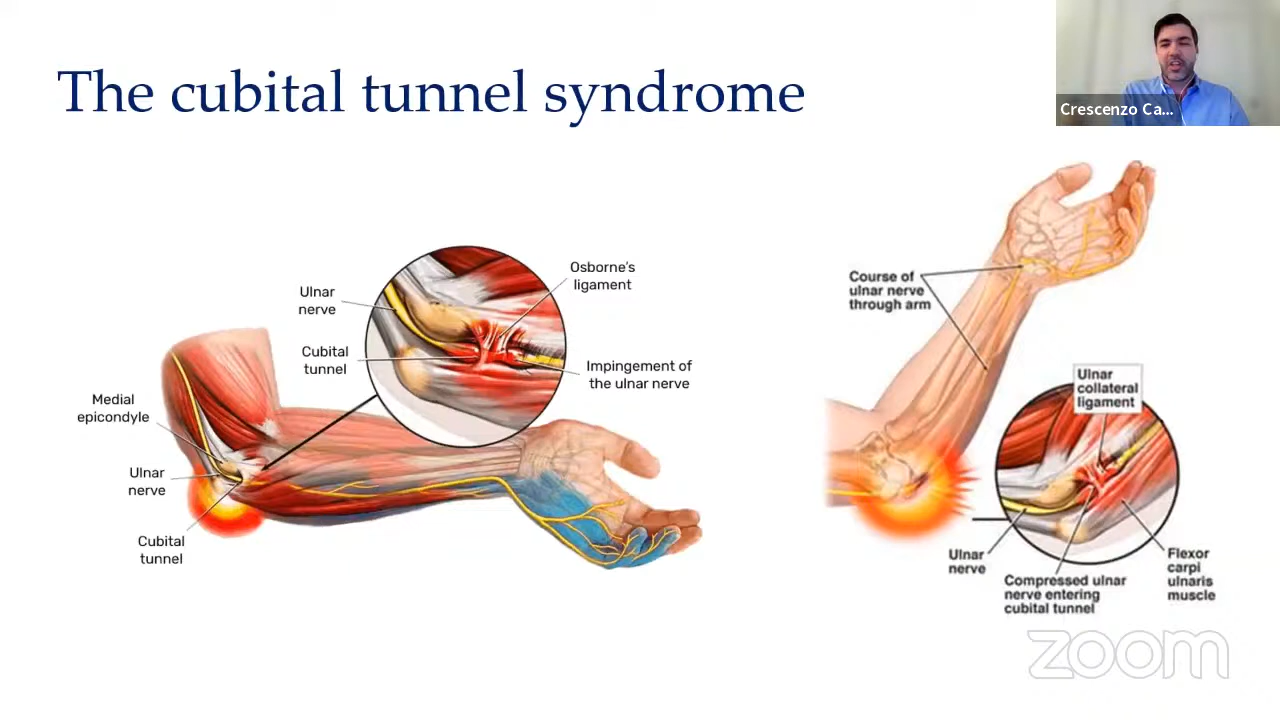 The cubital tunnel syndrome
Crescenzo Ca...
Osborne's
ligament
Ulnar
nerve
Cubital
tunnel
Impingement of
the ulnar nerve
Medial
epicondyle
Ulnar
nerve
Cubital
tunnel
Course of
ulnar nerve
through arm
Ulnar
collateral
ligament
Ulnar
nerve
Compressed ulnar
nerve entering
cubital tunnel
Flexor
carpi
ulnaris
muscle
zoom